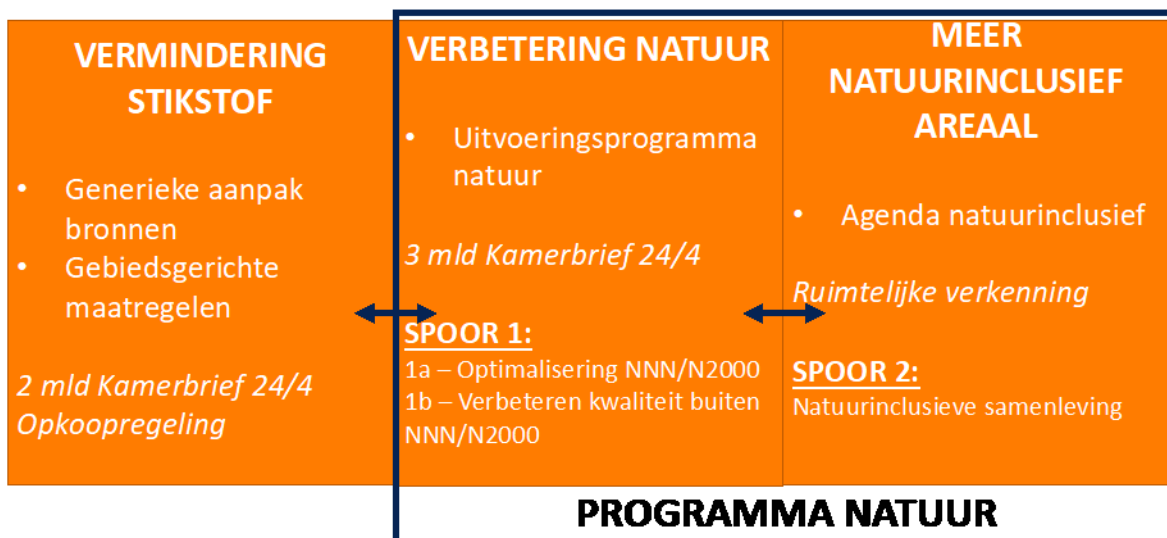 VERMINDERING
STIKSTOF
• Generieke aanpak
bronnen
• Gebiedsgerichte
maatregelen
2 mld Kamerbrief 24/4
Opkoopregeling
VERBETERING NATUUR
• Uitvoeringsprogramma
natuur
3 mld Kamerbrief 24/4
SPOOR 1:
1a – Optimalisering NNN/N2000
1b – Verbeteren kwaliteit buiten
NNN/N2000
MEER
NATUURINCLUSIEF
AREAAL
• Agenda natuurinclusief
Ruimtelijke verkenning
SPOOR 2:
Natuurinclusieve samenleving
PROGRAMMA NATUUR